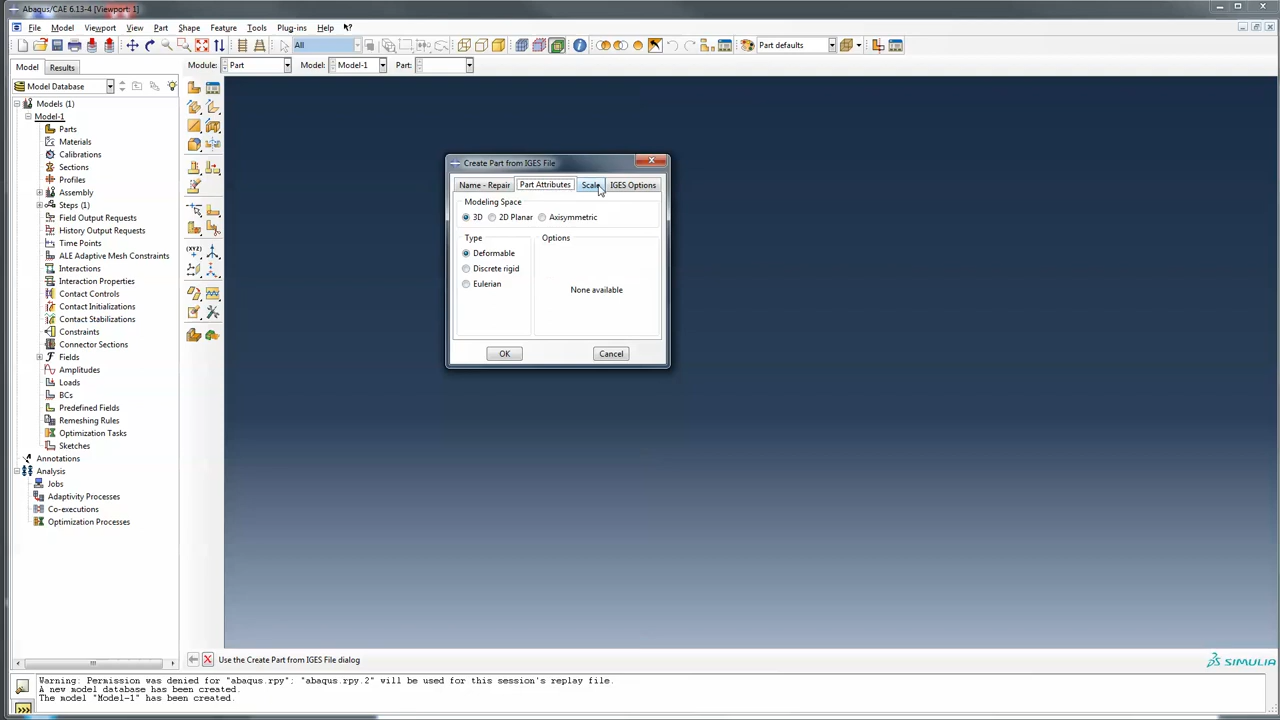 Abaqus/CAE 6.13-4 [Viewport: 1]
File Model Viewport View Part Shape Feature Tools Plug-ins Help
All Part defaults
Model Results Module: Part Model: Model-1 Part:
Model Database
Models (1)
Model-1
Parts
Materials
Calibrations
Sections
Profiles
Assembly
Steps (1)
Field Output Requests
History Output Requests
Time Points
ALE Adaptive Mesh Constraints
Interactions
Interaction Properties
Contact Controls
Contact Initializations
Contact Stabilizations
Constraints
Connector Sections
Fields
Amplitudes
Loads
BCs
Predefined Fields
Remeshing Rules
Optimization Tasks
Sketches
Annotations
Analysis
Jobs
Adaptivity Processes
Co-executions
Optimization Processes
(XYZ)
Create Part from IGES File
Name - Repair Part Attributes Scale IGES Options
Modeling Space
3D 2D Planar Axisymmetric
Type Options
Deformable
Discrete rigid
Eulerian
None available
OK Cancel
Use the Create Part from IGES File dialog
SIMULIA
Warning: Permission was denied for "abaqus.rpy"; "abaqus.rpy.2" will be used for this session's replay file.
A new model database has been created.
The model "Model-1" has been created.
>>>